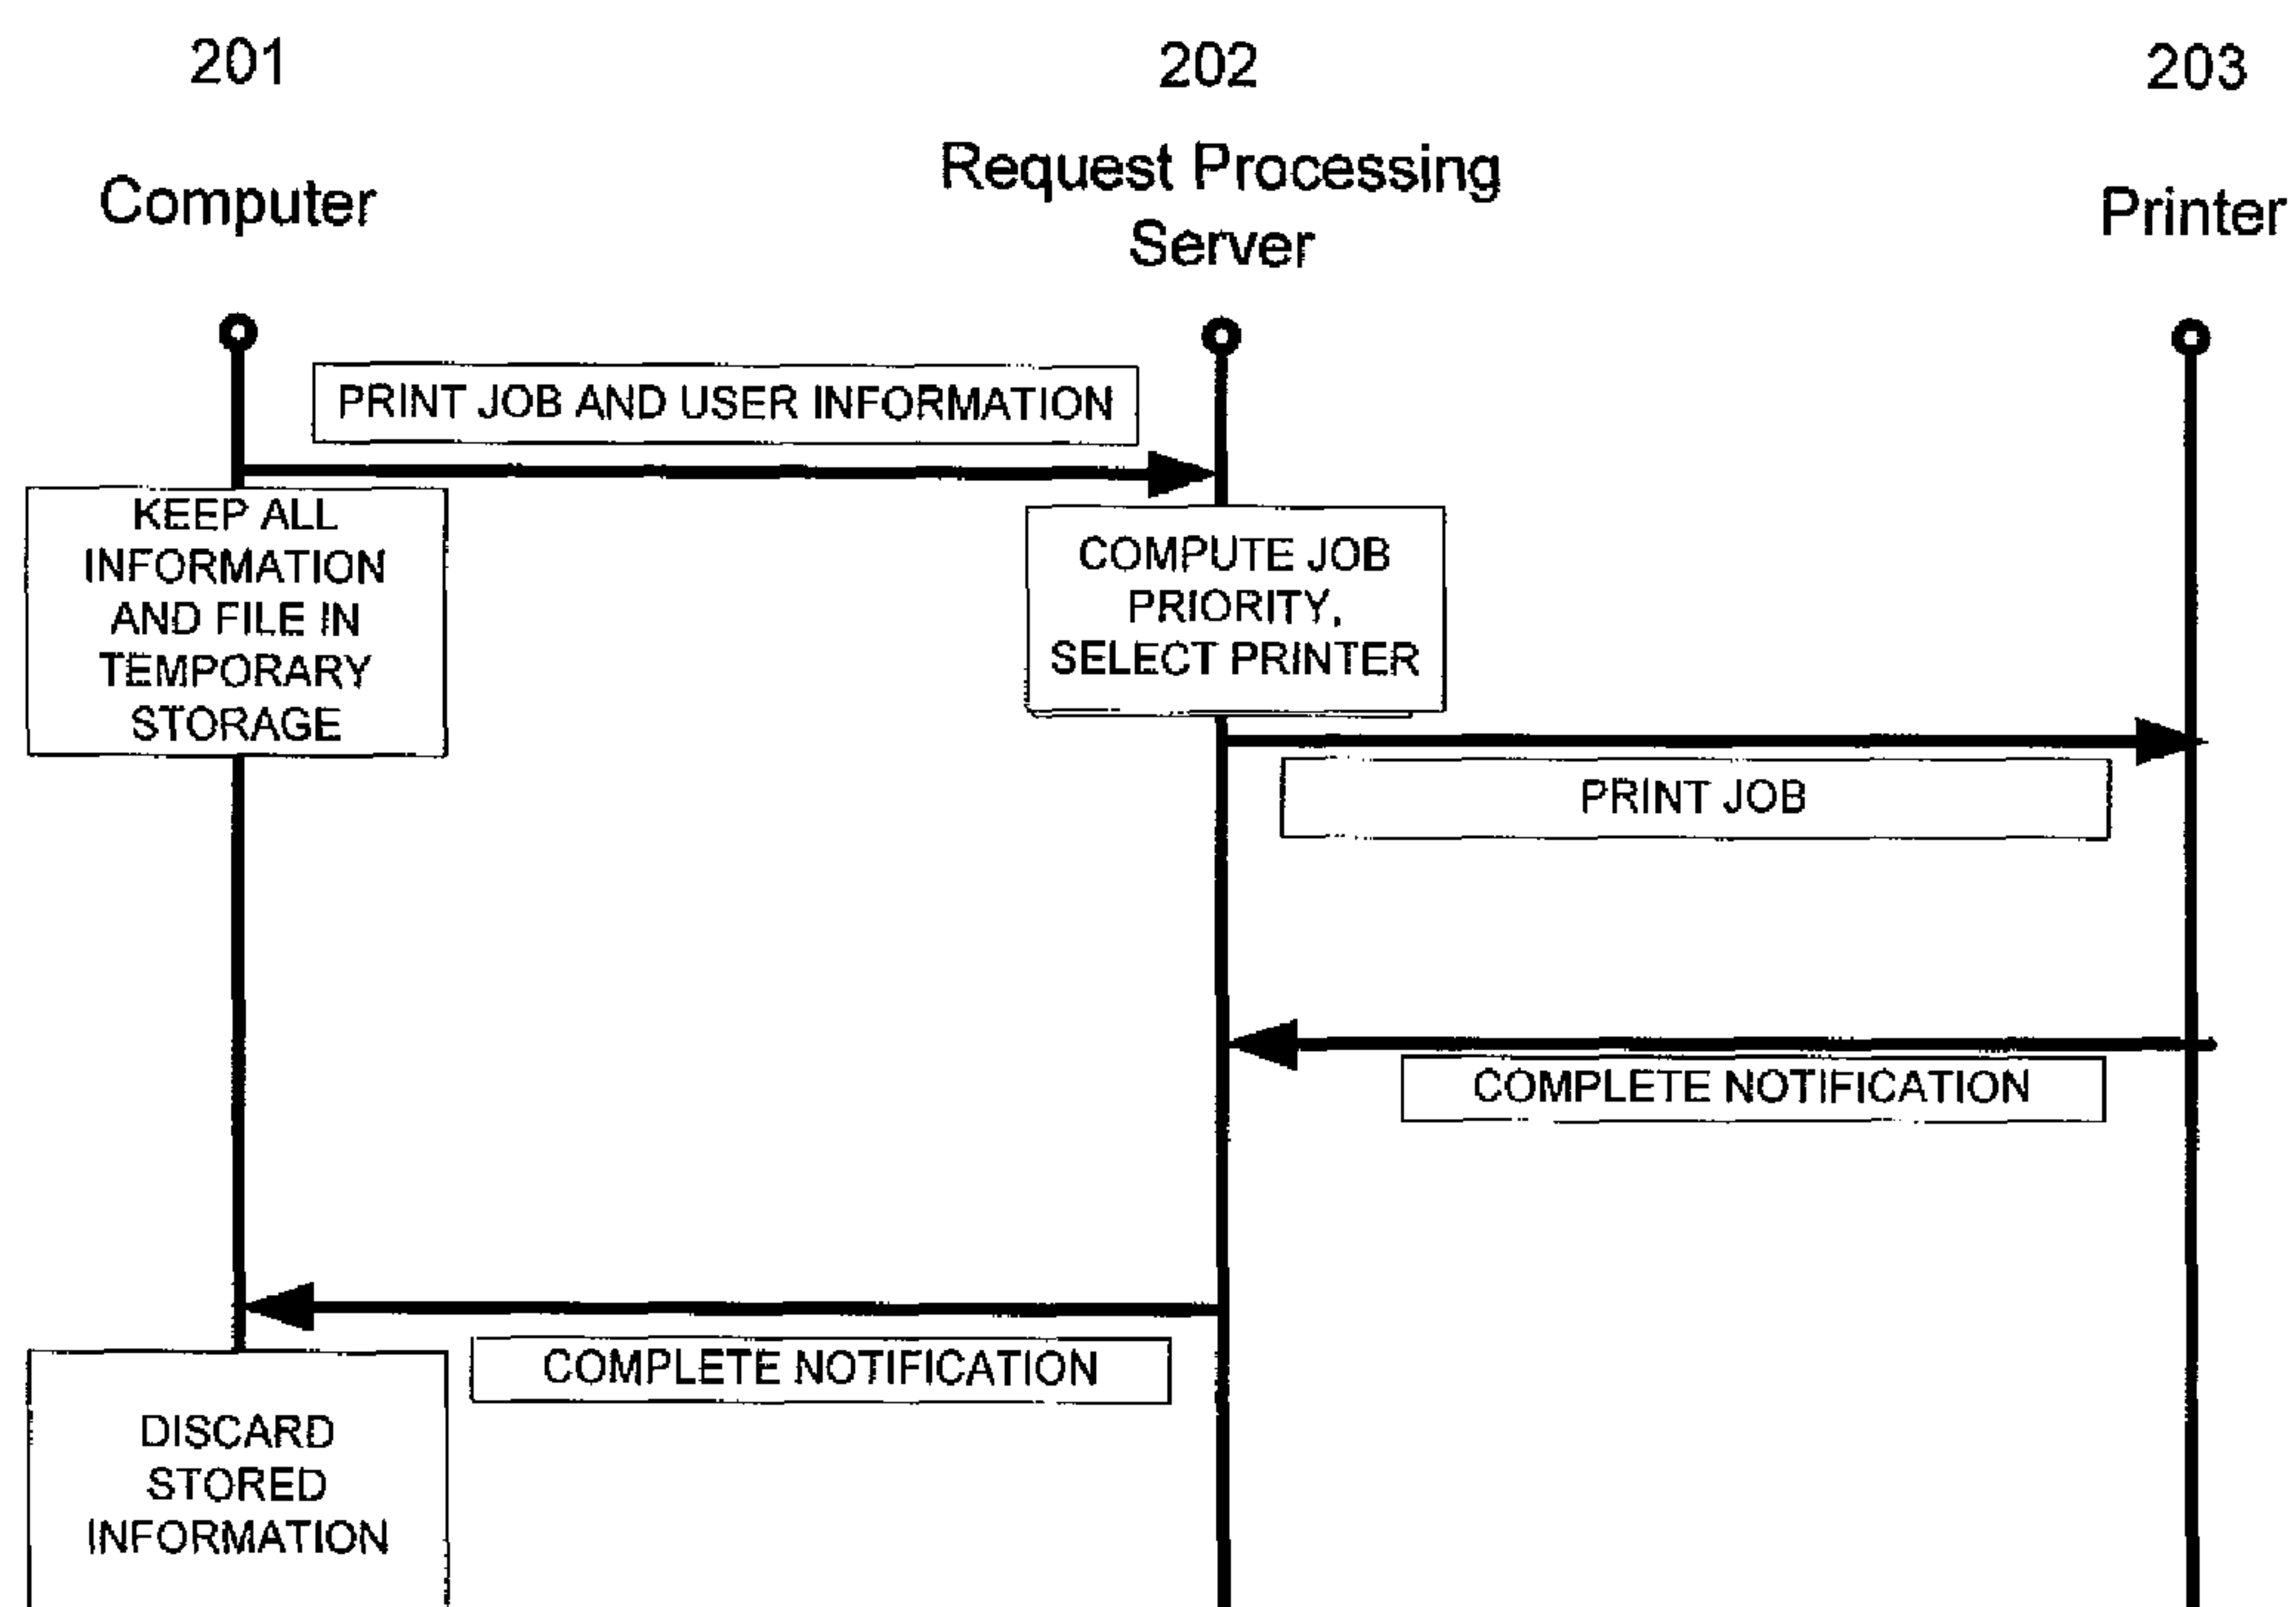 201
202
203
Computer
Request Processing
Server
Printer
PRINT JOB AND USER INFORMATION
KEEP ALL
INFORMATION
AND FILE IN
TEMPORARY
STORAGE
COMPUTE JOB
PRIORITY,
SELECT PRINTER
PRINT JOB
COMPLETE NOTIFICATION
COMPLETE NOTIFICATION
DISCARD
STORED
INFORMATION